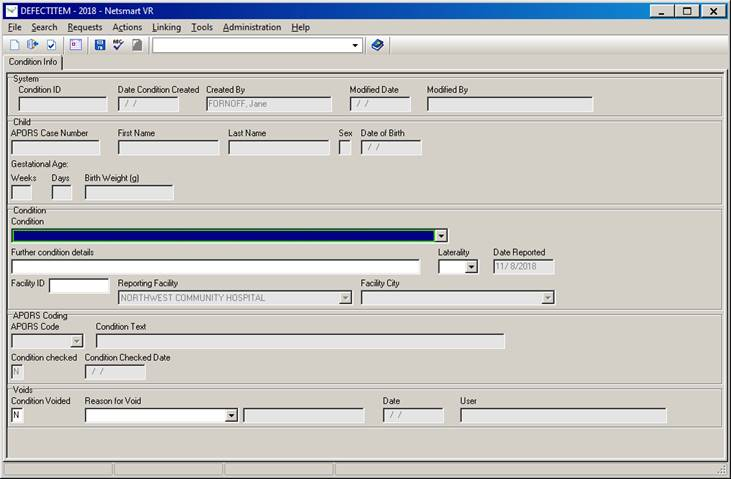 DEFECTITEM - 2018 - Netsmart VR
File Search Requests Actions Linking Tools Administration Help
Condition Info
System
Condition ID Date Condition Created Created By Modified Date Modified By
/ / FORNOFF, Jane / /
Child
APORS Case Number First Name Last Name Sex Date of Birth
/ /
Gestational Age:
Weeks Days Birth Weight (g)
Condition
Condition
Further condition details Laterality Date Reported
11/ 8/2018
Facility ID Reporting Facility Facility City
NORTHWEST COMMUNITY HOSPITAL
APORS Coding
APORS Code Condition Text
Condition checked Condition Checked Date
N / /
Voids
Condition Voided Reason for Void Date User
N / /